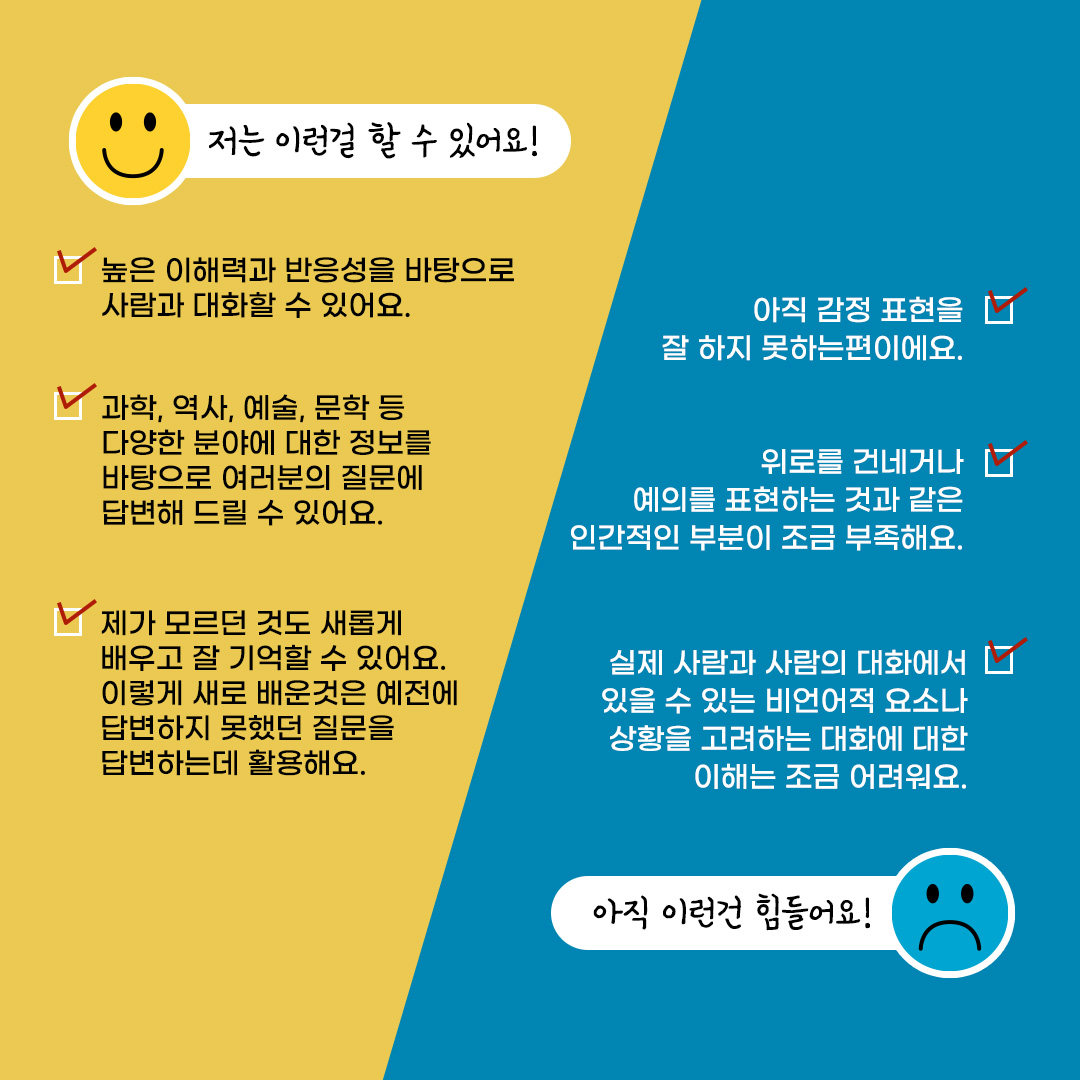 저는 이런걸 할 수 있어요!
높은 이해력과 반응성을 바탕으로
사람과 대화할 수 있어요.
과학, 역사, 예술, 문학 등
다양한 분야에 대한 정보를
바탕으로 여러분의 질문에
답변해 드릴 수 있어요.
제가 모르던 것도 새롭게
배우고 잘 기억할 수 있어요.
이렇게 새로 배운것은 예전에
답변하지 못했던 질문을
답변하는데 활용해요.
아직 감정 표현을
잘 하지 못하는편이에요.
위로를 건네거나
예의를 표현하는 것과 같은
인간적인 부분이 조금 부족해요.
실제 사람과 사람의 대화에서
있을 수 있는 비언어적 요소나
상황을 고려하는 대화에 대한
이해는 조금 어려워요.
아직 이런건 힘들어요!